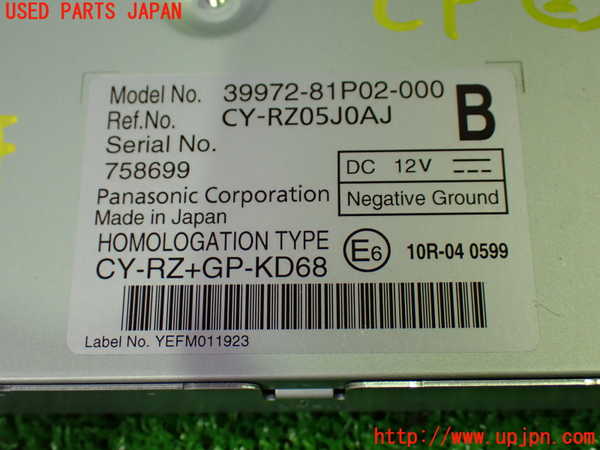 USED PARTS JAPAN
Model No. 39972-81P02-000
Ref.No. CY-RZ05J0AJ
B
Serial No.
758699
DC 12V
Panasonic Corporation
Negative Ground
Made in Japan
HOMOLOGATION TYPE
E6
10R-04 0599
CY-RZ+GP-KD68
Label No. YEFM011923
http://www.upjpn.com/